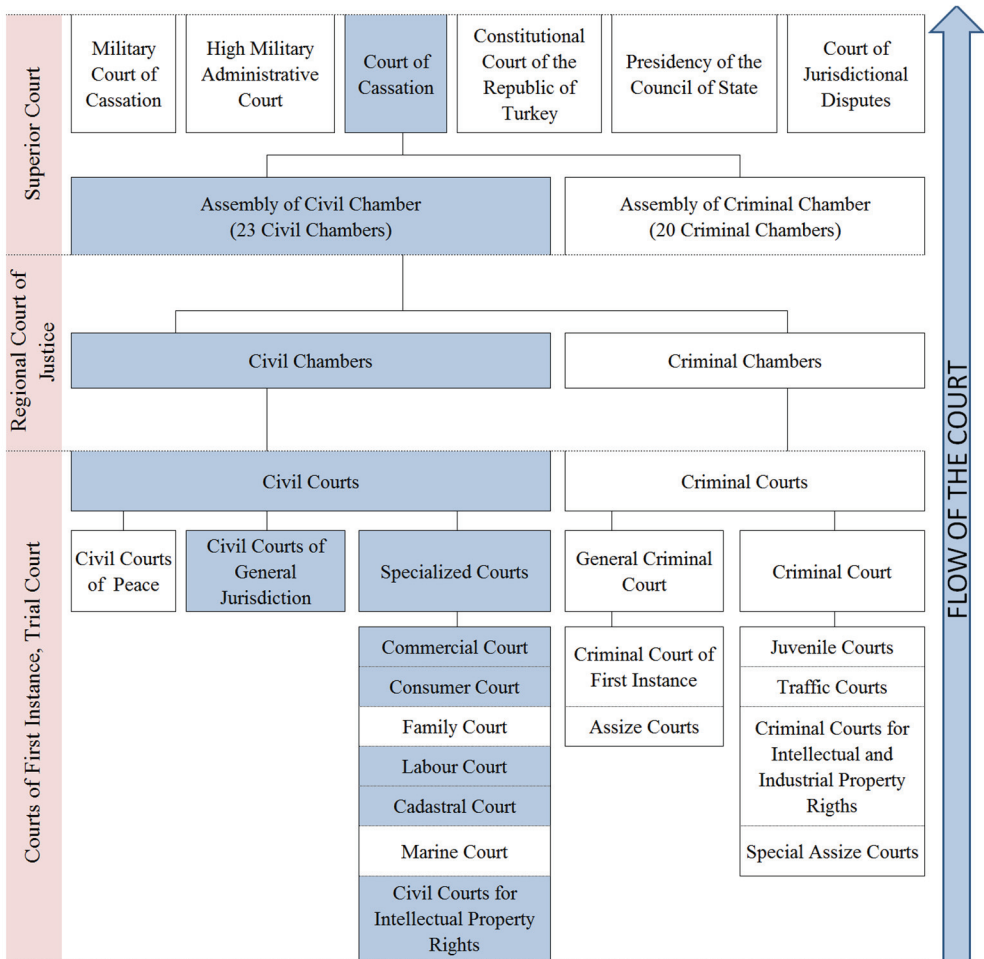 Superior Court
Military
Court of
Cassation
High Military
Administrative
Court
Court of
Cassation
Constitutional
Court of the
Republic of
Turkey
Presidency of the
Council of State
Court of
Jurisdictional
Disputes
Assembly of Civil Chamber
(23 Civil Chambers)
Assembly of Criminal Chamber
(20 Criminal Chambers)
Regional Court of
Justice
Civil Chambers
Criminal Chambers
Courts of First Instance, Trial Court
Civil Courts
Criminal Courts
Civil Courts
of Peace
Civil Courts of
General
Jurisdiction
Specialized Courts
General Criminal
Court
Criminal Court
Commercial Court
Consumer Court
Family Court
Labour Court
Cadastral Court
Marine Court
Civil Courts for
Intellectual Property
Rights
Criminal Court of
First Instance
Assize Courts
Juvenile Courts
Traffic Courts
Criminal Courts for
Intellectual and
Industrial Property
Rigths
Special Assize Courts
FLOW OF THE COURT